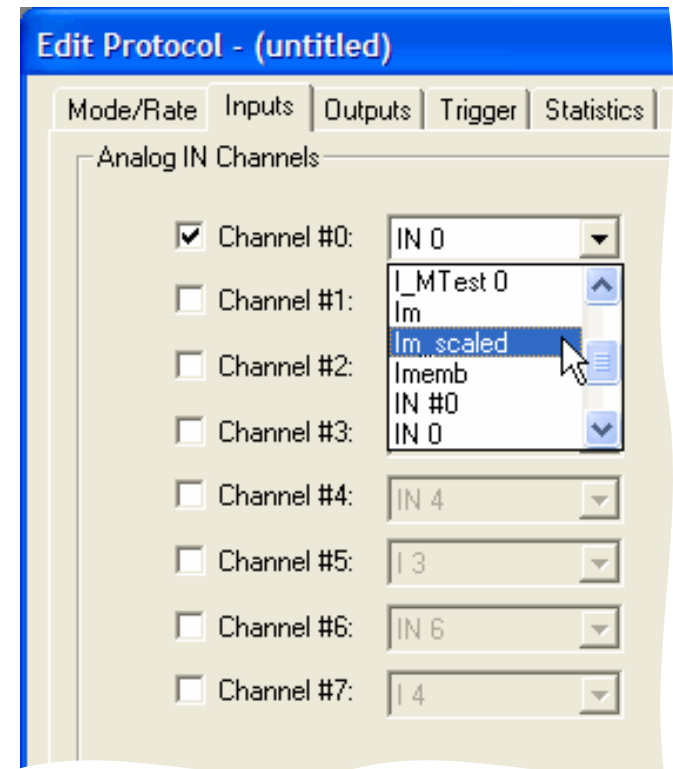 Edit Protocol - (untitled)
Mode/Rate Inputs Outputs Trigger Statistics
Analog IN Channels
Channel #0: IN 0
I_MTest 0
Channel #1:
Im
Im_scaled
Channel #2:
Imemb
IN #0
Channel #3:
IN 0
Channel #4: IN 4
Channel #5: I 3
Channel #6: IN 6
Channel #7: I 4